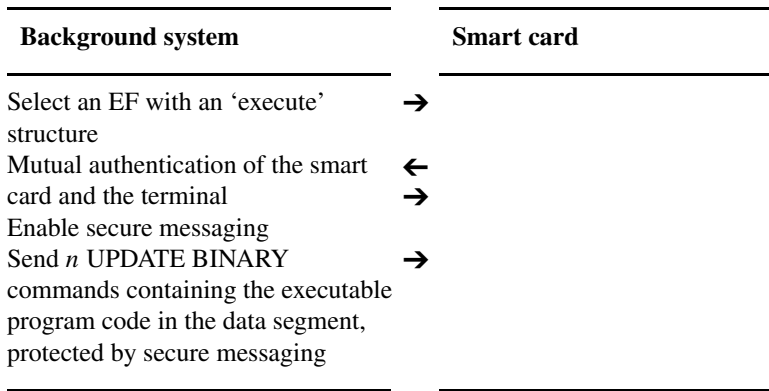 Background system Smart card
Select an EF with an ‘execute’ →
structure
Mutual authentication of the smart ←
card and the terminal →
Enable secure messaging
Send n UPDATE BINARY →
commands containing the executable
program code in the data segment,
protected by secure messaging